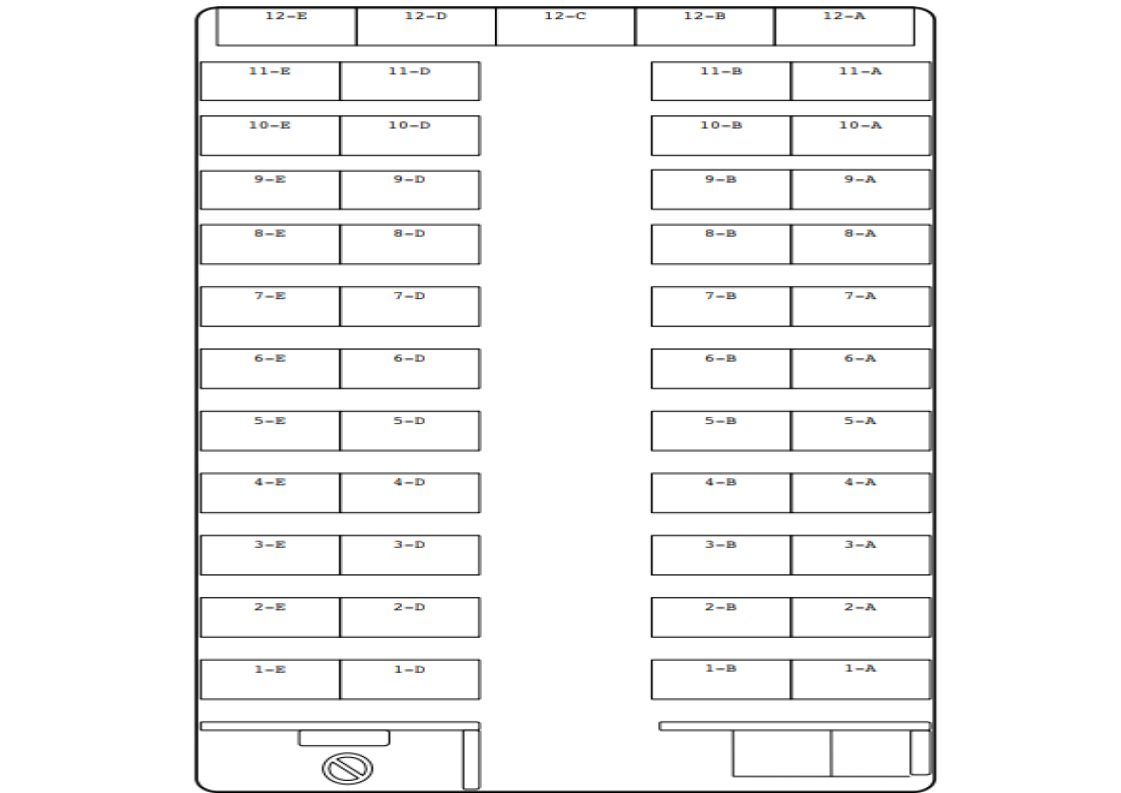 12-E 12-D 12-C 12-B 12-A
11-E 11-D 11-B 11-A
10-E 10-D 10-B 10-A
9-E 9-D 9-B 9-A
8-E 8-D 8-B 8-A
7-E 7-D 7-B 7-A
6-E 6-D 6-B 6-A
5-E 5-D 5-B 5-A
4-E 4-D 4-B 4-A
3-E 3-D 3-B 3-A
2-E 2-D 2-B 2-A
1-E 1-D 1-B 1-A